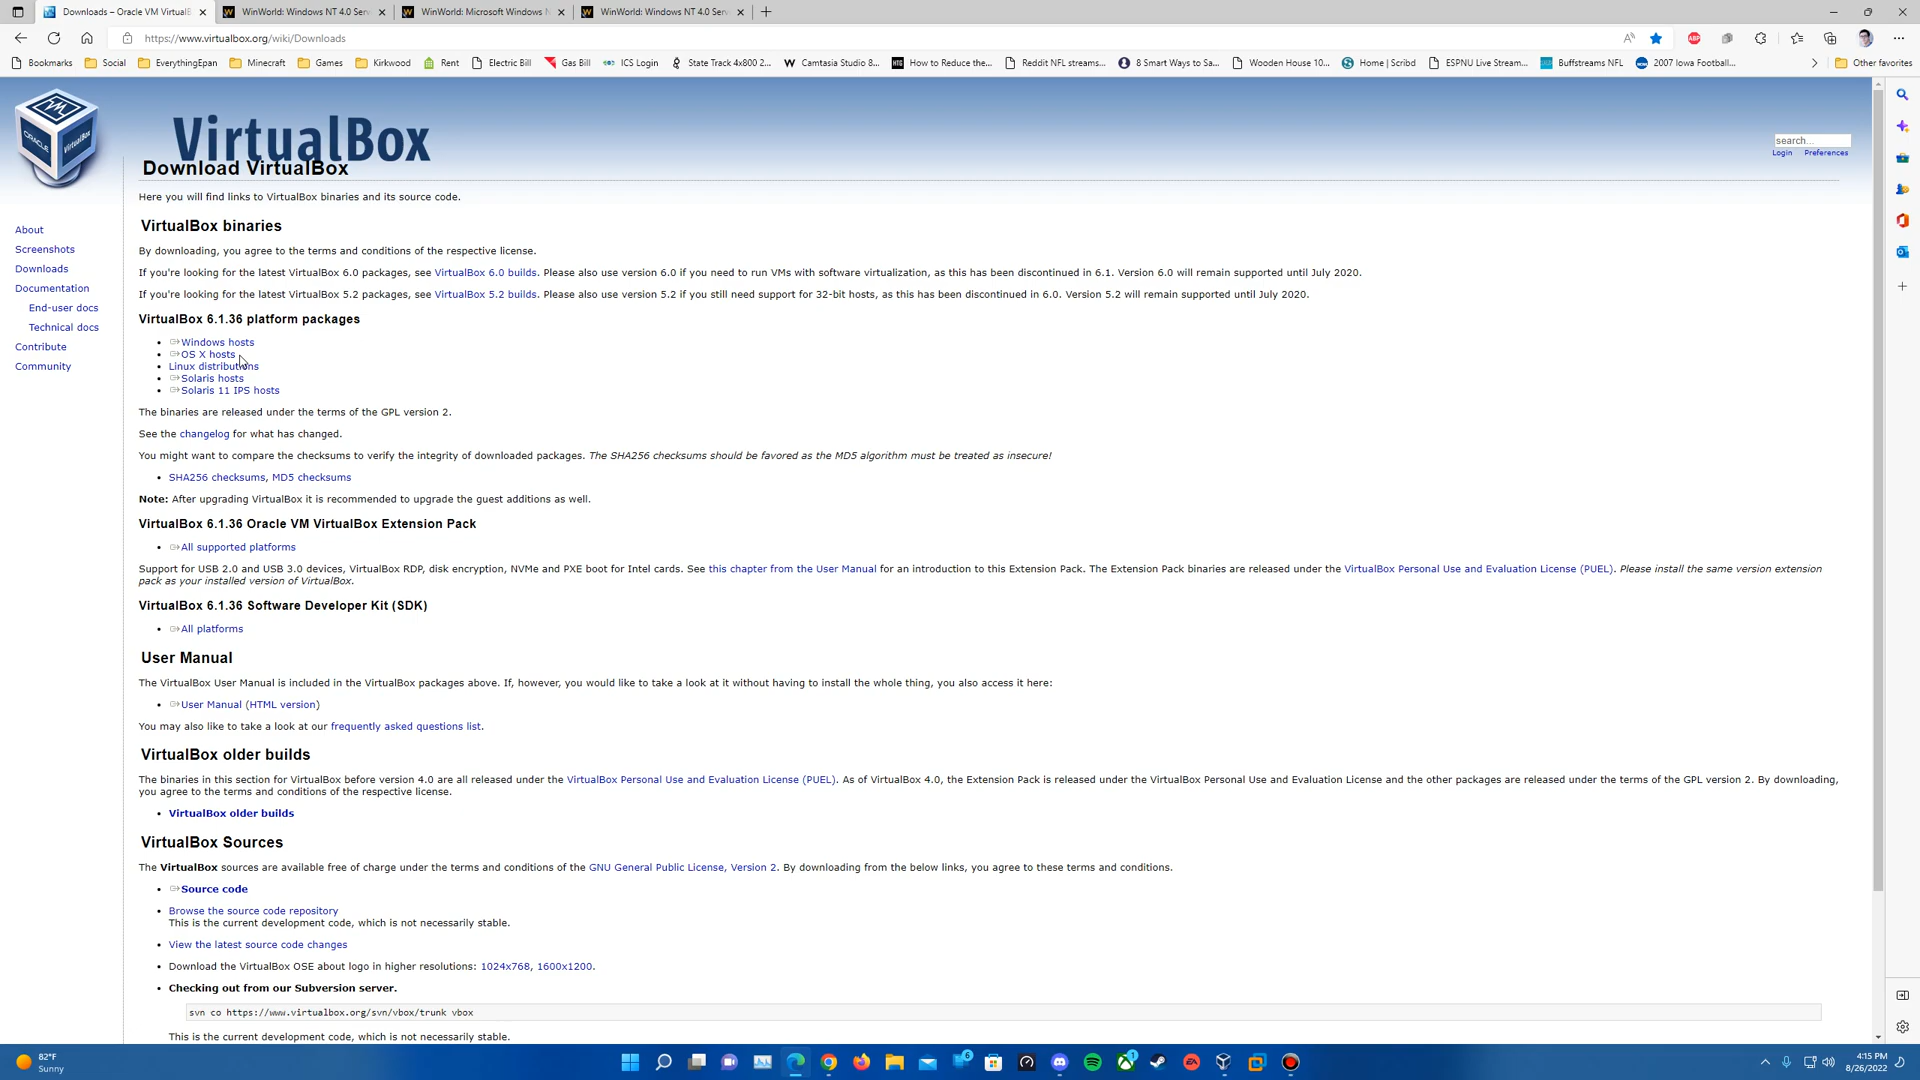 Downloads – Oracle VM VirtualB
WinWorld: Windows NT 4.0 Serv
WinWorld: Microsoft Windows N
WinWorld: Windows NT 4.0 Serv
https://www.virtualbox.org/wiki/Downloads
Bookmarks
Social
EverythingEpan
Minecraft
Games
Kirkwood
Rent
Electric Bill
Gas Bill
ICS Login
State Track 4x800 2...
Camtasia Studio 8...
How to Reduce the...
Reddit NFL streams...
8 Smart Ways to Sa...
Wooden House 10...
Home | Scribd
ESPNU Live Stream...
Buffstreams NFL
2007 Iowa Football...
Other favorites
ORACLE
VirtualBox
VirtualBox
search...
Login Preferences
Download VirtualBox
Here you will find links to VirtualBox binaries and its source code.
About
Screenshots
Downloads
Documentation
End-user docs
Technical docs
Contribute
Community
VirtualBox binaries
By downloading, you agree to the terms and conditions of the respective license.
If you're looking for the latest VirtualBox 6.0 packages, see VirtualBox 6.0 builds. Please also use version 6.0 if you need to run VMs with software virtualization, as this has been discontinued in 6.1. Version 6.0 will remain supported until July 2020.
If you're looking for the latest VirtualBox 5.2 packages, see VirtualBox 5.2 builds. Please also use version 5.2 if you still need support for 32-bit hosts, as this has been discontinued in 6.0. Version 5.2 will remain supported until July 2020.
VirtualBox 6.1.36 platform packages
Windows hosts
OS X hosts
Linux distributions
Solaris hosts
Solaris 11 IPS hosts
The binaries are released under the terms of the GPL version 2.
See the changelog for what has changed.
You might want to compare the checksums to verify the integrity of downloaded packages. The SHA256 checksums should be favored as the MD5 algorithm must be treated as insecure!
SHA256 checksums, MD5 checksums
Note: After upgrading VirtualBox it is recommended to upgrade the guest additions as well.
VirtualBox 6.1.36 Oracle VM VirtualBox Extension Pack
All supported platforms
Support for USB 2.0 and USB 3.0 devices, VirtualBox RDP, disk encryption, NVMe and PXE boot for Intel cards. See this chapter from the User Manual for an introduction to this Extension Pack. The Extension Pack binaries are released under the VirtualBox Personal Use and Evaluation License (PUEL). Please install the same version extension
pack as your installed version of VirtualBox.
VirtualBox 6.1.36 Software Developer Kit (SDK)
All platforms
User Manual
The VirtualBox User Manual is included in the VirtualBox packages above. If, however, you would like to take a look at it without having to install the whole thing, you also access it here:
User Manual (HTML version)
You may also like to take a look at our frequently asked questions list.
VirtualBox older builds
The binaries in this section for VirtualBox before version 4.0 are all released under the VirtualBox Personal Use and Evaluation License (PUEL). As of VirtualBox 4.0, the Extension Pack is released under the VirtualBox Personal Use and Evaluation License and the other packages are released under the terms of the GPL version 2. By downloading,
you agree to the terms and conditions of the respective license.
VirtualBox older builds
VirtualBox Sources
The VirtualBox sources are available free of charge under the terms and conditions of the GNU General Public License, Version 2. By downloading from the below links, you agree to these terms and conditions.
Source code
Browse the source code repository
This is the current development code, which is not necessarily stable.
View the latest source code changes
Download the VirtualBox OSE about logo in higher resolutions: 1024x768, 1600x1200.
Checking out from our Subversion server.
svn co https://www.virtualbox.org/svn/vbox/trunk vbox
This is the current development code, which is not necessarily stable.
82°F
Sunny
4:15 PM
8/26/2022